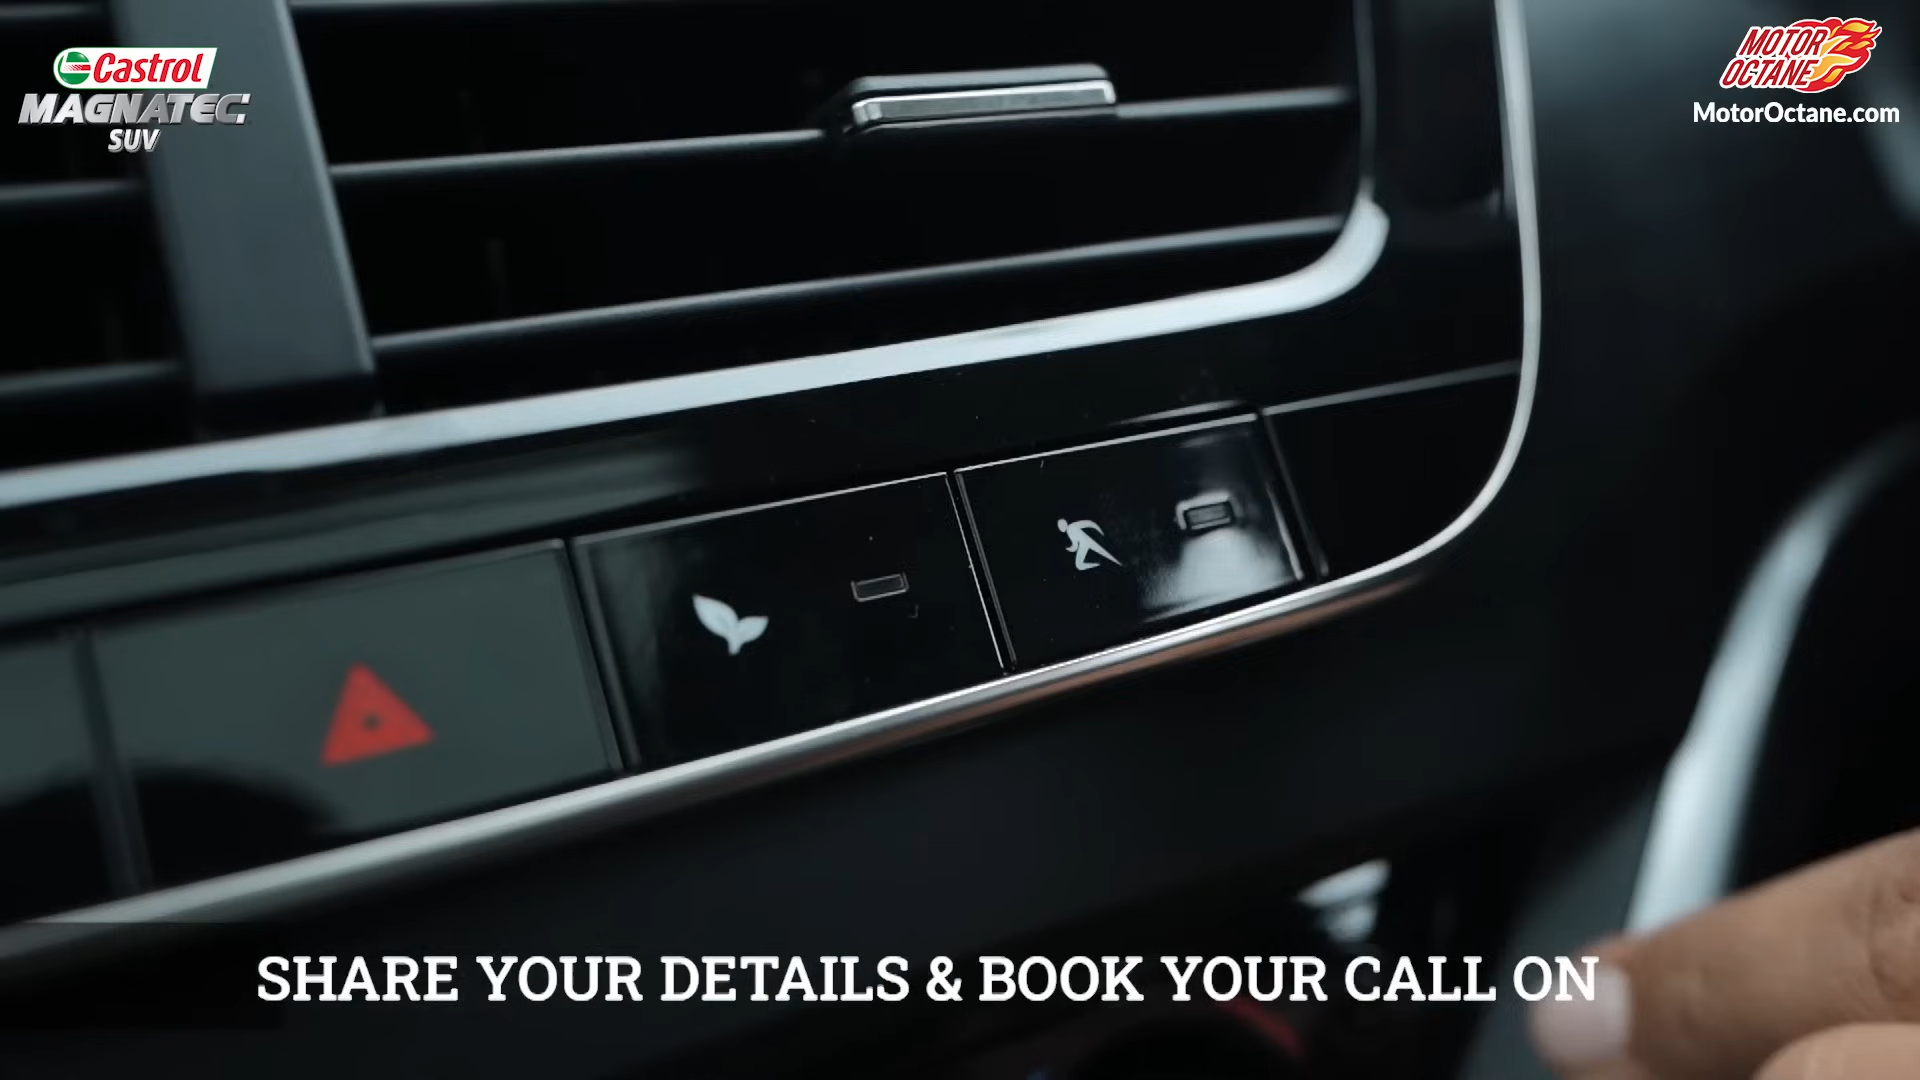 Castrol
MAGNATEC
SUV
MOTOR
OCTANE
MotorOctane.com
SHARE YOUR DETAILS & BOOK YOUR CALL ON